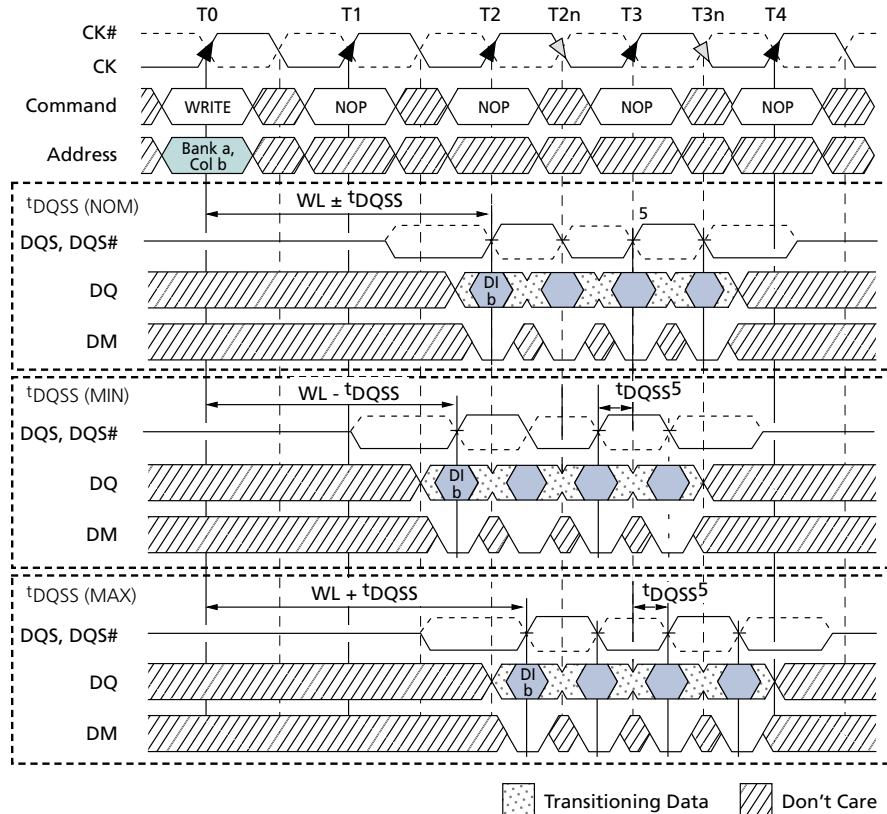 T0 T1 T2 T2n T3 T3n T4
CK#
CK
Command WRITE NOP NOP NOP NOP
Address Bank a,
Col b
tDQSS (NOM) WL ± tDQSS
5
DQS, DQS#
DQ DI
b
DM
tDQSS (MIN) WL - tDQSS tDQSS5
DQS, DQS#
DQ DI
b
DM
tDQSS (MAX) WL + tDQSS tDQSS5
DQS, DQS#
DQ DI
b
DM
Transitioning Data Don't Care